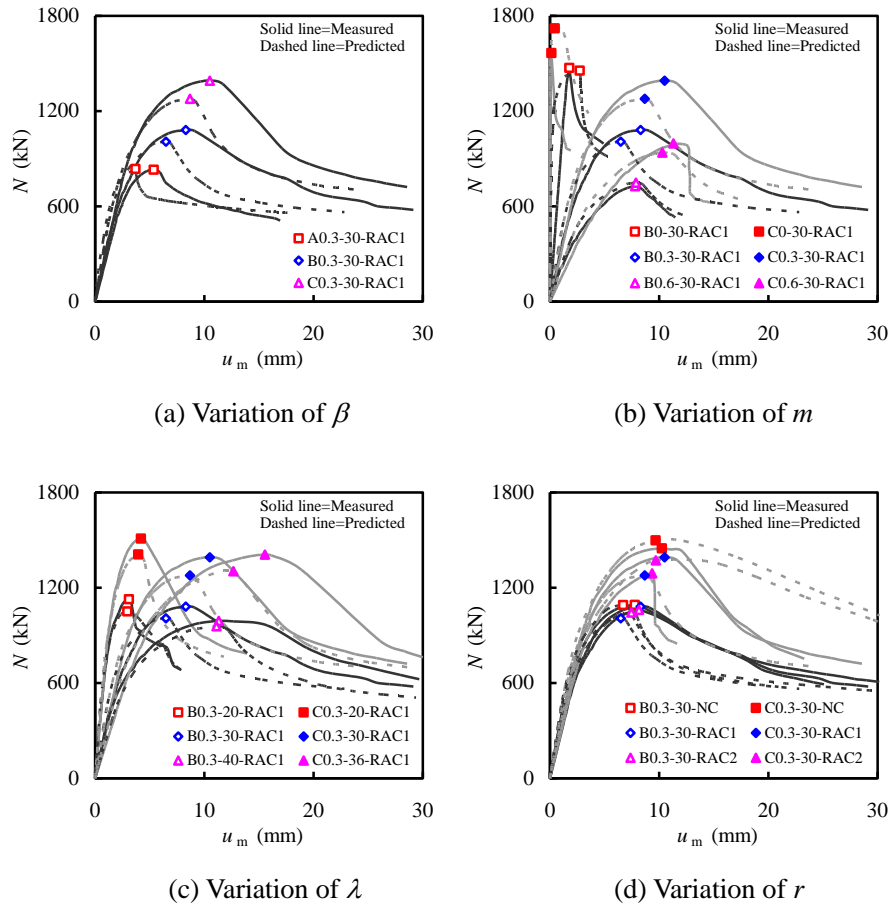 1800
1200
600
0
N (kN)
Solid line=Measured
Dashed line=Predicted
A0.3-30-RAC1
B0.3-30-RAC1
C0.3-30-RAC1
0 10 20 30
u m (mm)
(a) Variation of β
1800
1200
600
0
N (kN)
Solid line=Measured
Dashed line=Predicted
B0-30-RAC1 C0-30-RAC1
B0.3-30-RAC1 C0.3-30-RAC1
B0.6-30-RAC1 C0.6-30-RAC1
0 10 20 30
u m (mm)
(b) Variation of m
1800
1200
600
0
N (kN)
Solid line=Measured
Dashed line=Predicted
B0.3-20-RAC1 C0.3-20-RAC1
B0.3-30-RAC1 C0.3-30-RAC1
B0.3-40-RAC1 C0.3-36-RAC1
0 10 20 30
u m (mm)
(c) Variation of λ
1800
1200
600
0
N (kN)
Solid line=Measured
Dashed line=Predicted
B0.3-30-NC C0.3-30-NC
B0.3-30-RAC1 C0.3-30-RAC1
B0.3-30-RAC2 C0.3-30-RAC2
0 10 20 30
u m (mm)
(d) Variation of r